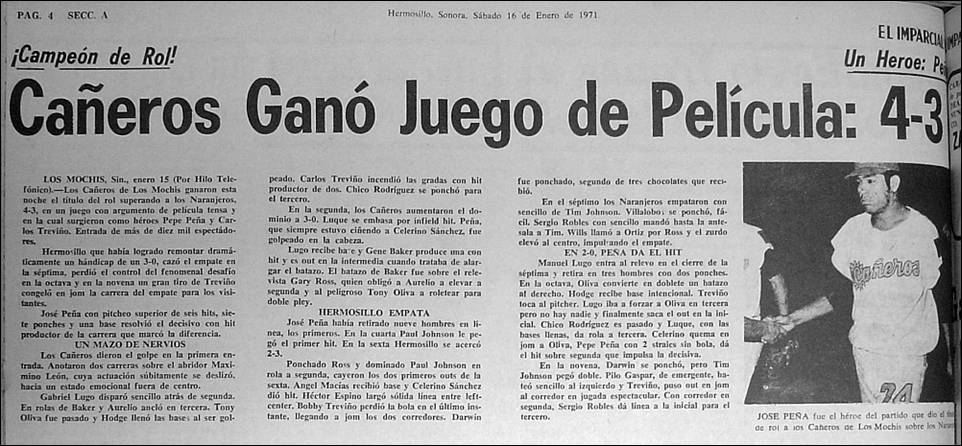 PAG. 4 SECC. A
Hermosillo, Sonora, Sábado 16 de Enero de 1971.
EL IMPARCIAL
¡Campeón de Rol!
Un Heroe:
Cañeros Ganó Juego de Película: 4-3
LOS MOCHIS, Sin., enero 15 (Por Hilo Tele-
fónico).—Los Cañeros de Los Mochis ganaron esta
noche el título del rol superando a los Naranjeros,
4-3, en un juego con argumento de película tensa y
en la cual surgieron como héroes Pepe Peña y Car-
los Treviño. Entrada de más de diez mil espectado-
res.
Hermosillo que había logrado remontar dramá-
ticamente un hándicap de un 3-0, cazó el empate en
la séptima, perdió el control del fenomenal desafío
en la octava y en la novena un gran tiro de Treviño
congeló en jom la carrera del empate para los visi-
tantes.
José Peña con pitcheo superior de seis hits, sie-
te ponches y una base resolvió el decisivo con hit
productor de la carrera que marcó la diferencia.
UN MAZO DE NERVIOS
Los Cañeros dieron el golpe en la primera en-
trada. Anotaron dos carreras sobre el abridor Maxi-
mino León, cuya actuación súbitamente se deslizó,
hacia un estado emocional fuera de centro.
Gabriel Lugo disparó sencillo atrás de segunda.
En rolas de Baker y Aurelio ancló en tercera. Tony
Oliva fue pasado y Hodge llenó las bases al ser gol-
peado. Carlos Treviño incendió las gradas con hit
productor de dos. Chico Rodríguez se ponchó para
el tercero.
En la segunda, los Cañeros aumentaron el do-
minio a 3-0. Luque se embasa por infield hit. Peña,
que siempre estuvo ciñendo a Celerino Sánchez, fue
golpeado en la cabeza.
Lugo recibe base y Gene Baker produce una con
hit y es out en la intermedia cuando trataba de alar-
gar el batazo. El batazo de Baker fue sobre el rele-
vista Gary Ross, quien obligó a Aurelio a elevar a
segunda y al peligroso Tony Oliva a roletear para
doble pley.
HERMOSILLO EMPATA
José Peña había retirado nueve hombres en lí-
nea, los primeros. En la cuarta Paul Johnson le pe-
gó el primer hit. En la sexta Hermosillo se acercó
2-3.
Ponchado Ross y dominado Paul Johnson en
rola a segunda, cayeron los dos primeros outs de la
sexta. Angel Macías recibió base y Celerino Sánchez
dió hit. Héctor Espino largó sólida línea entre left-
center. Bobby Treviño perdió la bola en el último ins-
tante, llegando a jom los dos corredores. Darwin
fue ponchado, segundo de tres chocolates que reci-
bió.
En el séptimo los Naranjeros empataron con
sencillo de Tim Johnson. Villalobos se ponchó, fá-
cil. Sergio Robles con sencillo mandó hasta la ante-
sala a Tim. Wills llamó a Ortiz por Ross y el zurdo
elevó al centro, impulsando el empate.
EN 2-0, PEÑA DA EL HIT
Manuel Lugo entra al relevo en el cierre de la
séptima y retira en tres hombres con dos ponches.
En la octava, Oliva convierte en doblete un batazo
al derecho. Hodge recibe base intencional. Treviño
toca al pitcher. Lugo iba a forzar a Oliva en tercera
pero no hay nadie y finalmente saca el out en la ini-
cial. Chico Rodríguez es pasado y Luque, con las
bases llenas, da rola a tercera. Celerino quema en
jom a Oliva, Pepe Peña con 2 straics sin bola, dá
el hit sobre segunda que impulsa la decisiva.
En la novena, Darwin se ponchó, pero Tim
Johnson pegó doble. Pilo Gaspar, de emergente, ba-
teó sencillo al izquierdo y Treviño, puso out en jom
al corredor en jugada espectacular. Con corredor en
segunda, Sergio Robles dá línea a la inicial para el
tercero.
Cañeros
24
JOSE PEÑA fue el héroe del partido que dio el
de rol a los Cañeros de Los Mochis sobre los